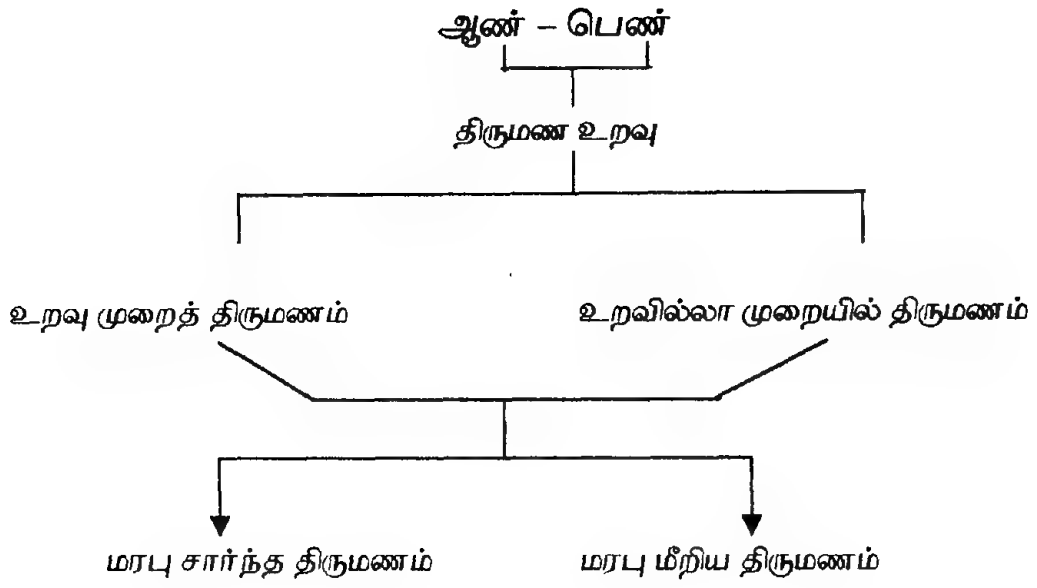 ஆண் – பெண்
திருமண உறவு
உறவு முறைத் திருமணம்
உறவில்லா முறையில் திருமணம்
மரபு சார்ந்த திருமணம்
மரபு மீறிய திருமணம்